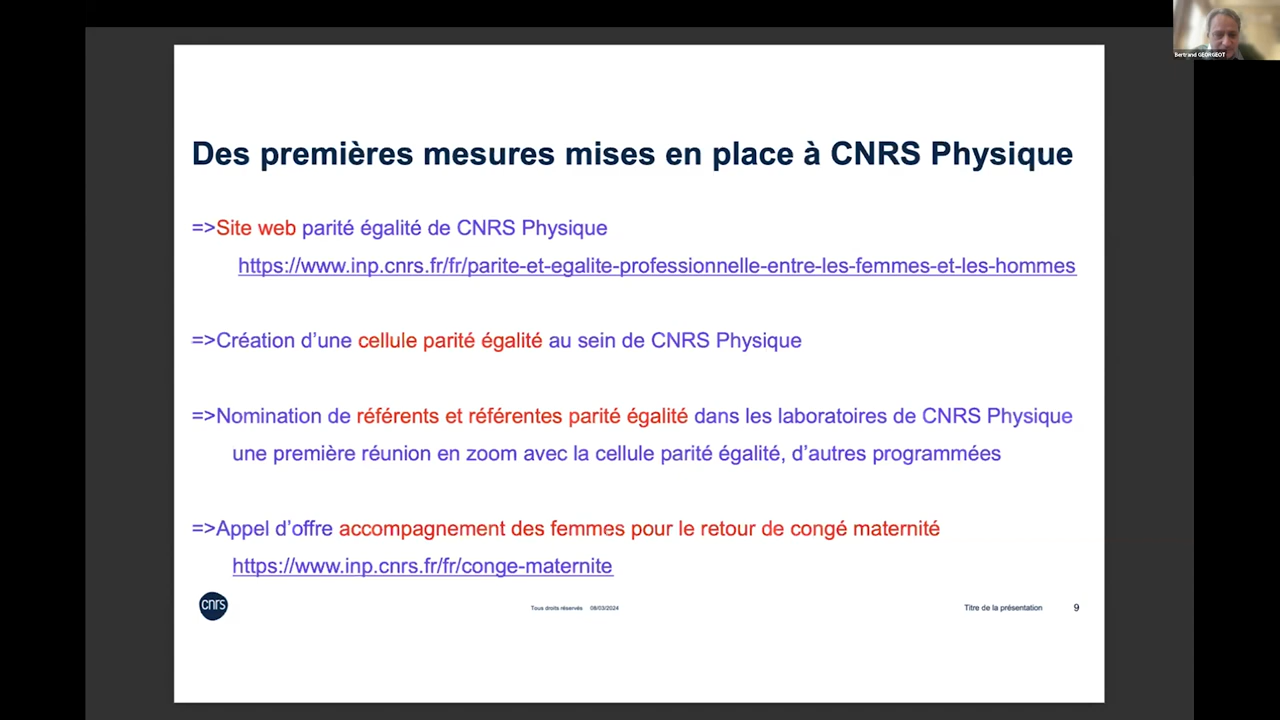 Bertrand GEORGEOT
Des premières mesures mises en place à CNRS Physique
=>Site web parité égalité de CNRS Physique
https://www.inp.cnrs.fr/fr/parite-et-egalite-professionnelle-entre-les-femmes-et-les-hommes
=>Création d’une cellule parité égalité au sein de CNRS Physique
=>Nomination de référents et référentes parité égalité dans les laboratoires de CNRS Physique
une première réunion en zoom avec la cellule parité égalité, d’autres programmées
=>Appel d’offre accompagnement des femmes pour le retour de congé maternité
https://www.inp.cnrs.fr/fr/conge-maternite
cnrs
Tous droits réservés 08/03/2024
Titre de la présentation 9